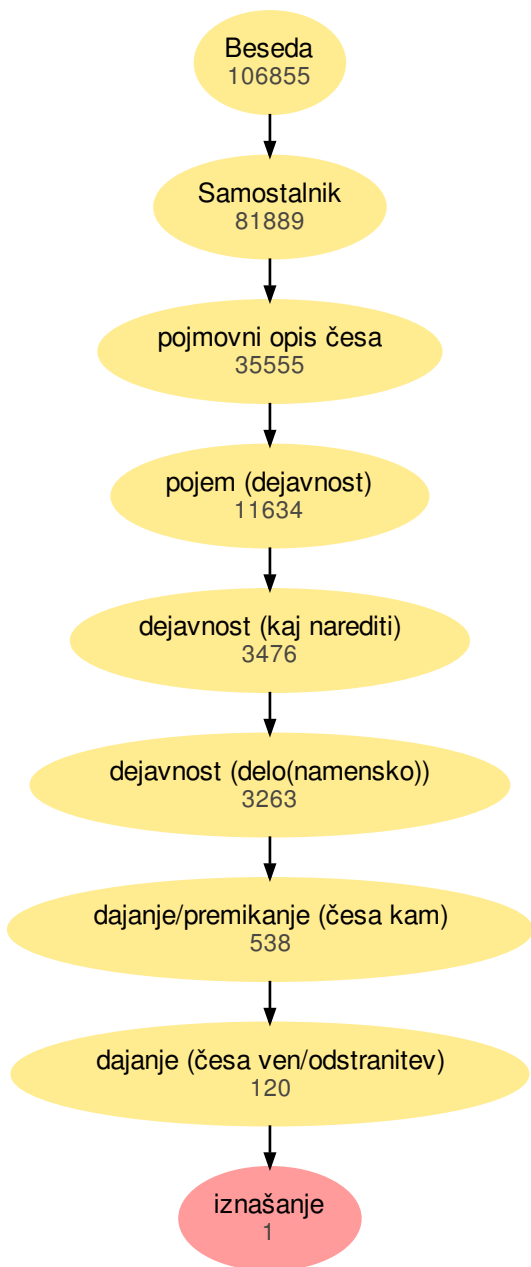 Beseda
106855
Samostalnik
81889
pojmovni opis česa
35555
pojem (dejavnost)
11634
dejavnost (kaj narediti)
3476
dejavnost (delo(namensko))
3263
dajanje/premikanje (česa kam)
538
dajanje (česa ven/odstranitev)
120
iznašanje
1